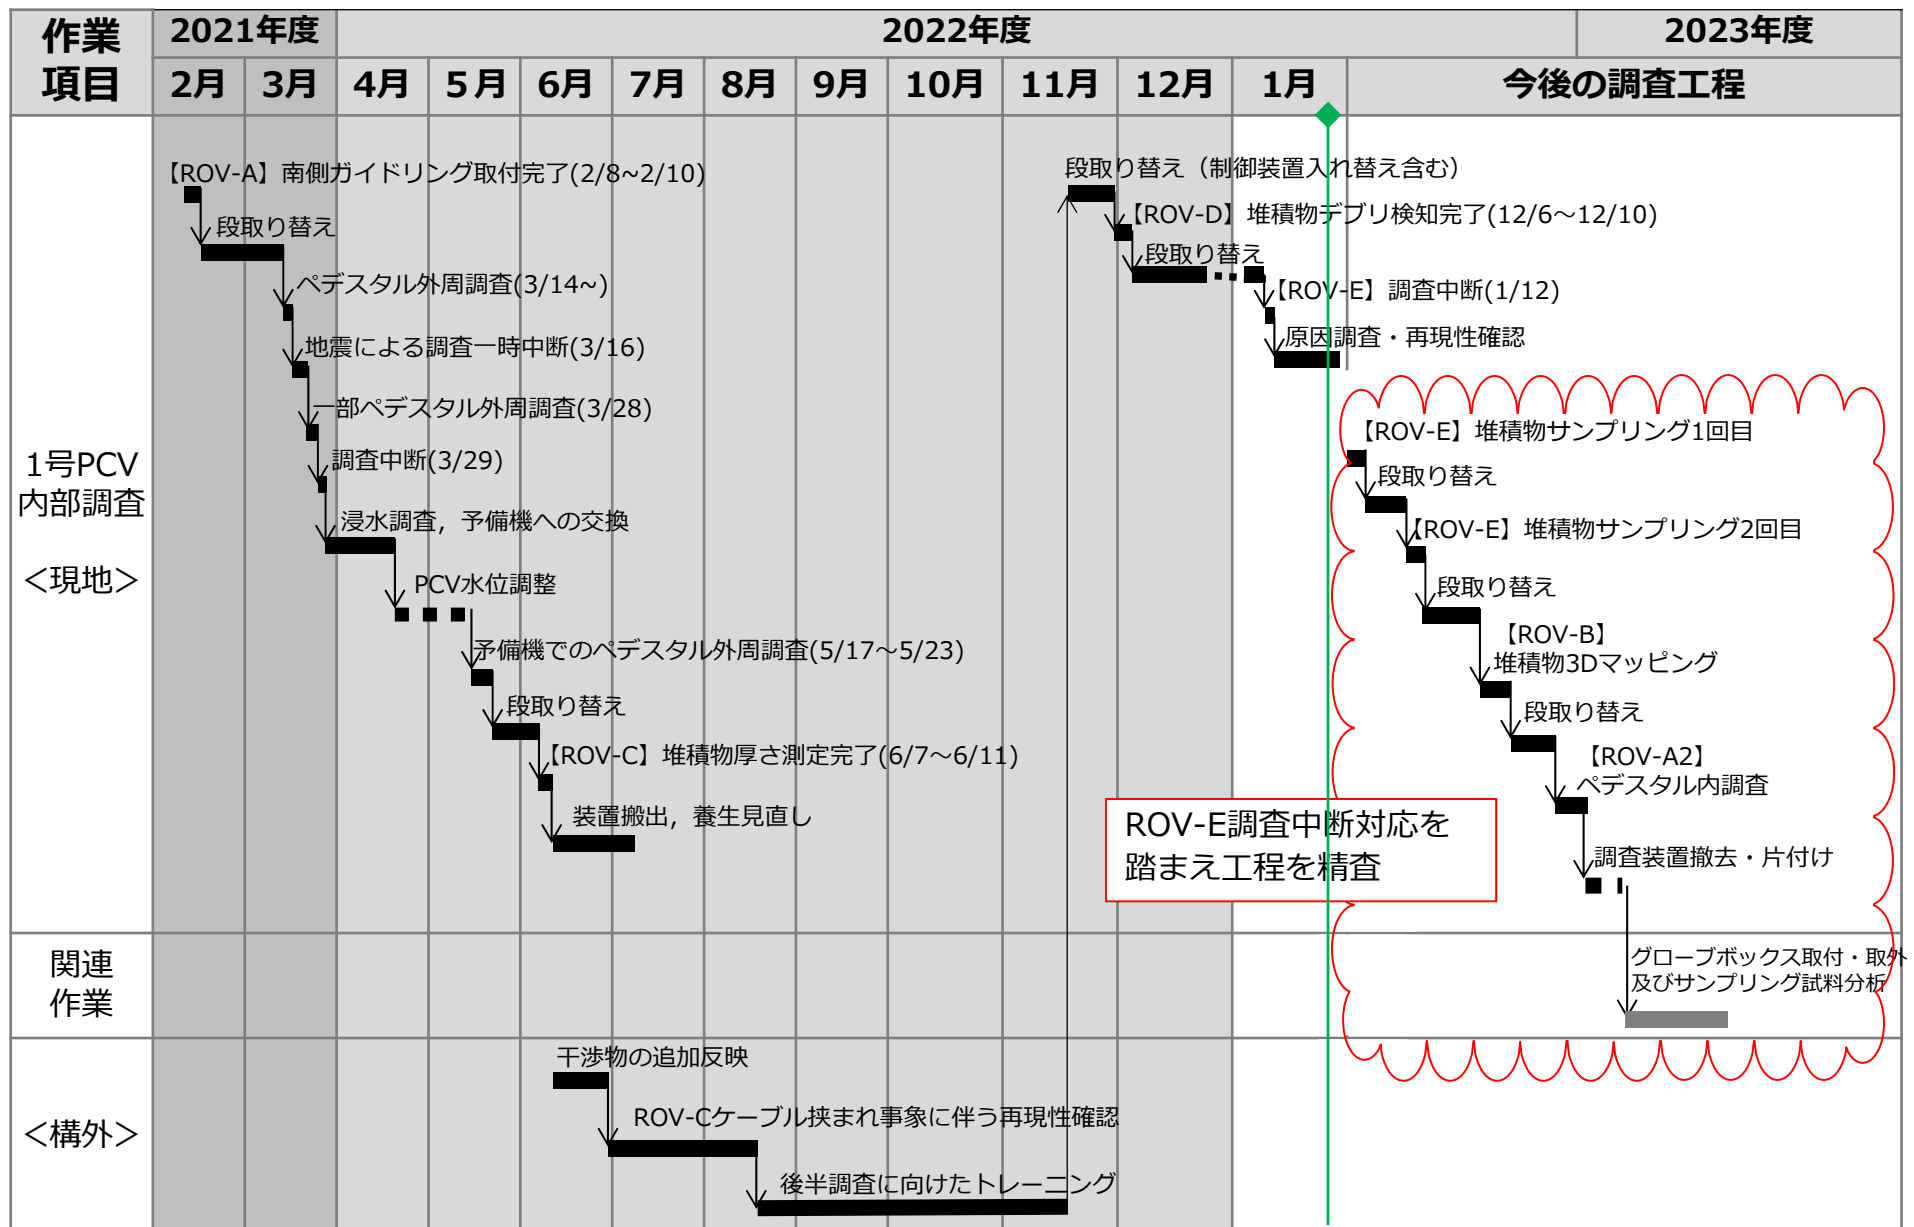 作業
項目
2021年度
2022年度
2023年度
2月
3月
4月
5月
6月
7月
8月
9月
10月
11月
12月
1月
今後の調査工程
1号PCV
内部調査
<現地>
【ROV-A】南側ガイドリング取付完了(2/8~2/10)
段取り替え
ペデスタル外周調査(3/14~)
地震による調査一時中断(3/16)
一部ペデスタル外周調査(3/28)
調査中断(3/29)
浸水調査，予備機への交換
PCV水位調整
予備機でのペデスタル外周調査(5/17～5/23)
段取り替え
【ROV-C】堆積物厚さ測定完了(6/7～6/11)
装置搬出，養生見直し
段取り替え（制御装置入れ替え含む）
【ROV-D】堆積物デブリ検知完了(12/6～12/10)
段取り替え
【ROV-E】調査中断(1/12)
原因調査・再現性確認
【ROV-E】堆積物サンプリング1回目
段取り替え
【ROV-E】堆積物サンプリング2回目
段取り替え
【ROV-B】
堆積物3Dマッピング
段取り替え
【ROV-A2】
ペデスタル内調査
調査装置撤去・片付け
ROV-E調査中断対応を
踏まえ工程を精査
関連
作業
グローブボックス取付・取外
及びサンプリング試料分析
<構外>
干渉物の追加反映
ROV-Cケーブル挟まれ事象に伴う再現性確認
後半調査に向けたトレーニング